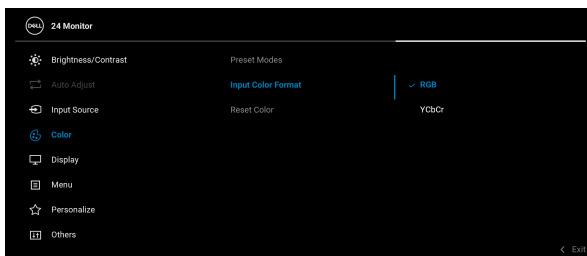 DELL 24 Monitor
Brightness/Contrast Preset Modes
Auto Adjust Input Color Format RGB
Input Source Reset Color YCbCr
Color
Display
Menu
Personalize
Others
Exit